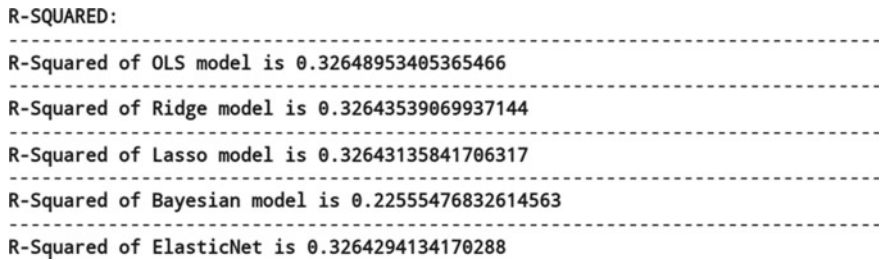 R-SQUARED:
R-Squared of OLS model is 0.32648953405365466
R-Squared of Ridge model is 0.32643539069937144
R-Squared of Lasso model is 0.32643135841706317
R-Squared of Bayesian model is 0.22555476832614563
R-Squared of ElasticNet is 0.3264294134170288